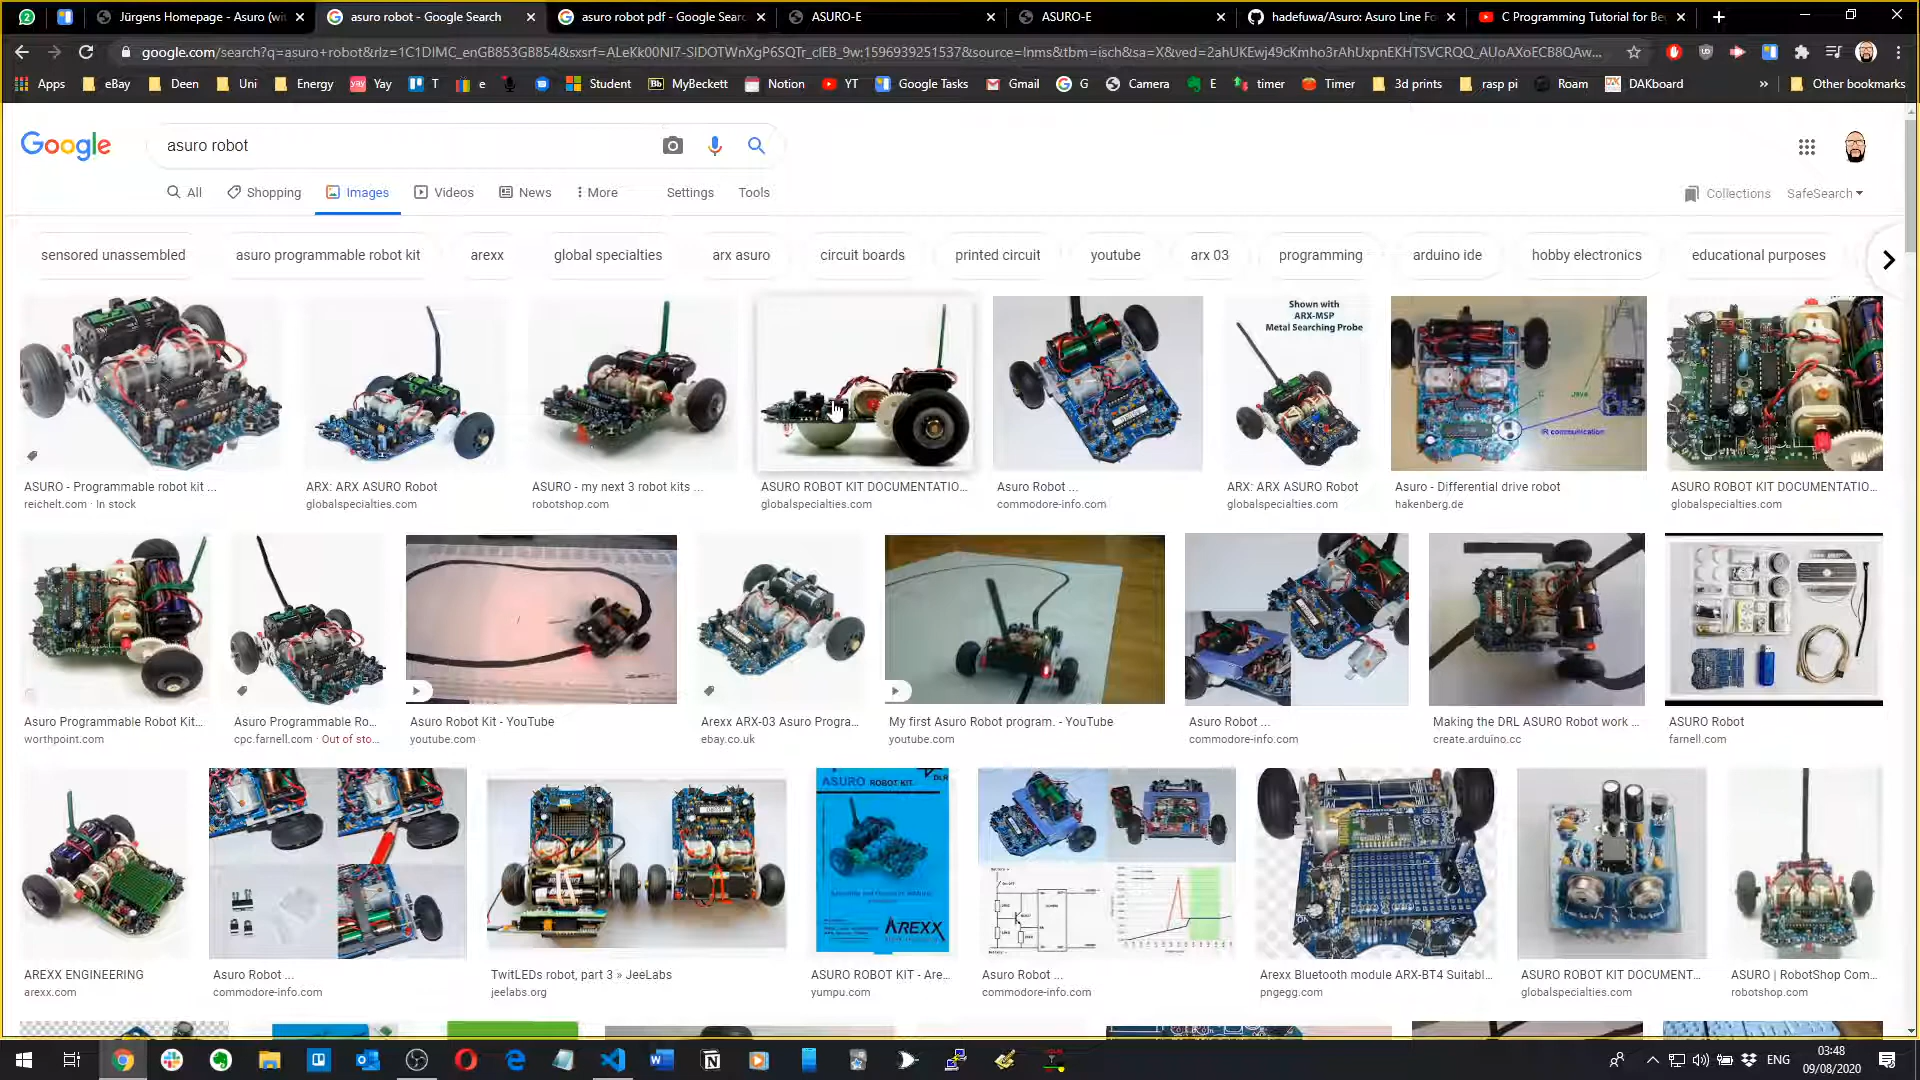 Jürgens Homepage - Asuro (wit
asuro robot - Google Search
asuro robot pdf - Google Searc
ASURO-E
ASURO-E
hadefuwa/Asuro: Asuro Line Fo
C Programming Tutorial for Be
google.com/search?q=asuro+robot&rlz=1C1DIMC_enGB853GB854&sxsrf=ALeKk00NI7-SIDOTWnXgP6SQTr_cIEB_9w:1596939251537&source=lnms&tbm=isch&sa=X&ved=2ahUKEwj49cKmho3rAhUxpnEKHTSVCRQQ_AUoAXoECB8QAw...
Apps
eBay
Deen
Uni
Energy
Yay
T
e
Student
MyBeckett
Notion
YT
Google Tasks
Gmail
G
Camera
E
timer
Timer
3d prints
rasp pi
Roam
DAKboard
»
Other bookmarks
Google
asuro robot
All
Shopping
Images
Videos
News
More
Settings
Tools
Collections
SafeSearch
sensored unassembled
asuro programmable robot kit
arexx
global specialties
arx asuro
circuit boards
printed circuit
youtube
arx 03
programming
arduino ide
hobby electronics
educational purposes
Shown with
ARX-MSP
Metal Searching Probe
Java
C
IR communication
ASURO - Programmable robot kit ...
reichelt.com · In stock
ARX: ARX ASURO Robot
globalspecialties.com
ASURO - my next 3 robot kits ...
robotshop.com
ASURO ROBOT KIT DOCUMENTATIO...
globalspecialties.com
Asuro Robot ...
commodore-info.com
ARX: ARX ASURO Robot
globalspecialties.com
Asuro - Differential drive robot
hakenberg.de
ASURO ROBOT KIT DOCUMENTATIO...
globalspecialties.com
Asuro Programmable Robot Kit...
worthpoint.com
Asuro Programmable Ro...
cpc.farnell.com · Out of sto...
Asuro Robot Kit - YouTube
youtube.com
Arexx ARX-03 Asuro Progra...
ebay.co.uk
My first Asuro Robot program. - YouTube
youtube.com
Asuro Robot ...
commodore-info.com
Making the DRL ASURO Robot work ...
create.arduino.cc
ASURO Robot
farnell.com
ASURO ROBOT KIT
DLR
AREXX
AREXX ENGINEERING
arexx.com
Asuro Robot ...
commodore-info.com
TwitLEDs robot, part 3 » JeeLabs
jeelabs.org
ASURO ROBOT KIT - Are...
yumpu.com
Asuro Robot ...
commodore-info.com
Arexx Bluetooth module ARX-BT4 Suitabl...
pngegg.com
ASURO ROBOT KIT DOCUMENT...
globalspecialties.com
ASURO | RobotShop Com...
robotshop.com
ENG
03:48
09/08/2020